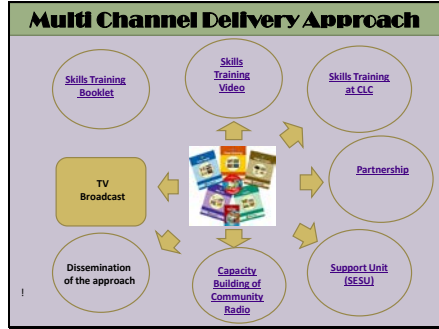 Multi Channel Delivery Approach
Skills Training
Booklet
Skills
Training
Video
Skills Training
at CLC
TV
Broadcast
Partnership
Dissemination
of the approach
Capacity
Building of
Community
Radio
Support Unit
(SESU)
!